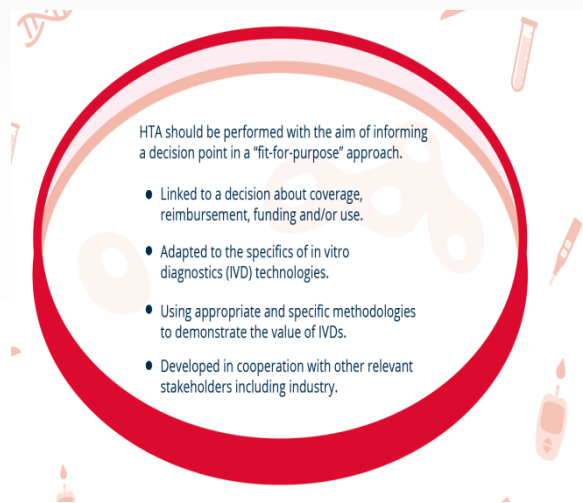 HTA should be performed with the aim of informing
a decision point in a “fit-for-purpose” approach.
● Linked to a decision about coverage,
reimbursement, funding and/or use.
● Adapted to the specifics of in vitro
diagnostics (IVD) technologies.
● Using appropriate and specific methodologies
to demonstrate the value of IVDs.
● Developed in cooperation with other relevant
stakeholders including industry.